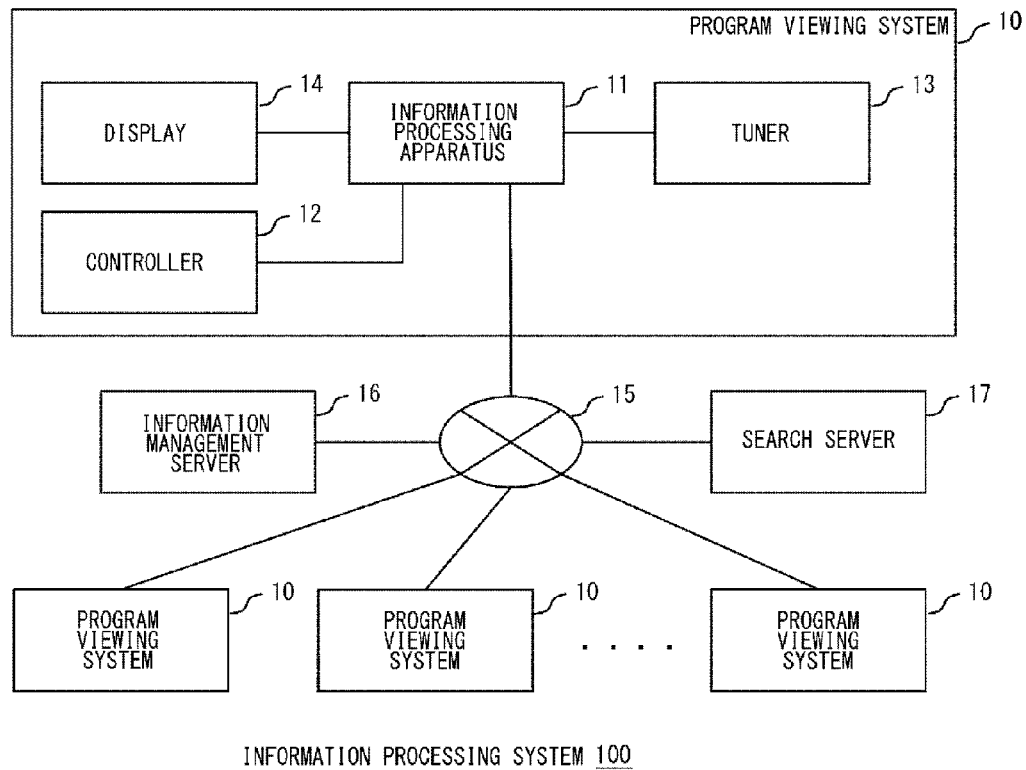 PROGRAM VIEWING SYSTEM
10
14
11
13
DISPLAY
INFORMATION
PROCESSING
APPARATUS
TUNER
12
CONTROLLER
16
15
17
INFORMATION
MANAGEMENT
SERVER
SEARCH SERVER
10
10
10
PROGRAM
VIEWING
SYSTEM
PROGRAM
VIEWING
SYSTEM
. . . .
PROGRAM
VIEWING
SYSTEM
INFORMATION PROCESSING SYSTEM 100